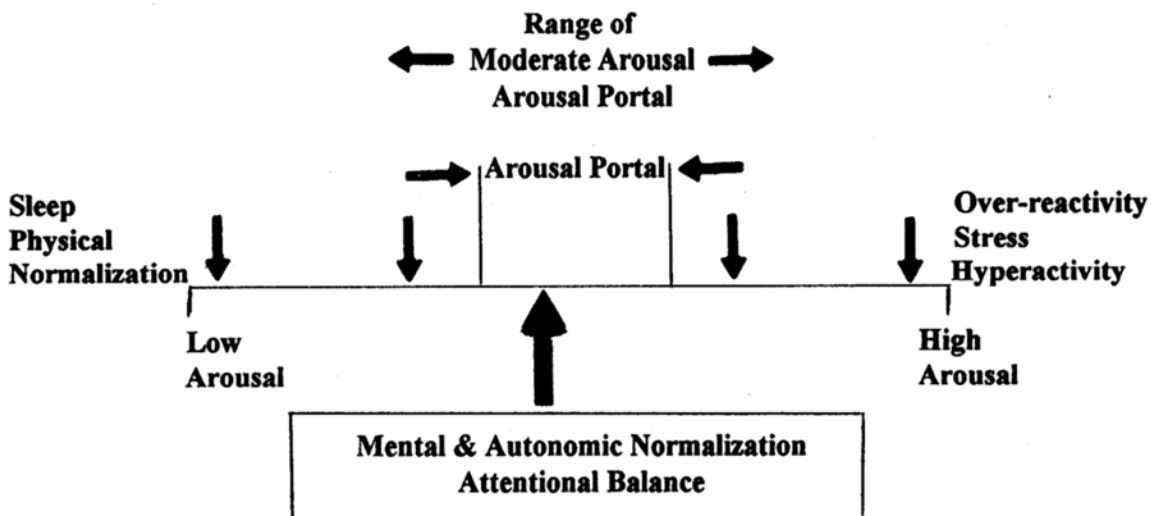 Range of
Moderate Arousal
Arousal Portal
Arousal Portal
Sleep
Physical
Normalization
Over-reactivity
Stress
Hyperactivity
Low
Arousal
High
Arousal
Mental & Autonomic Normalization
Attentional Balance